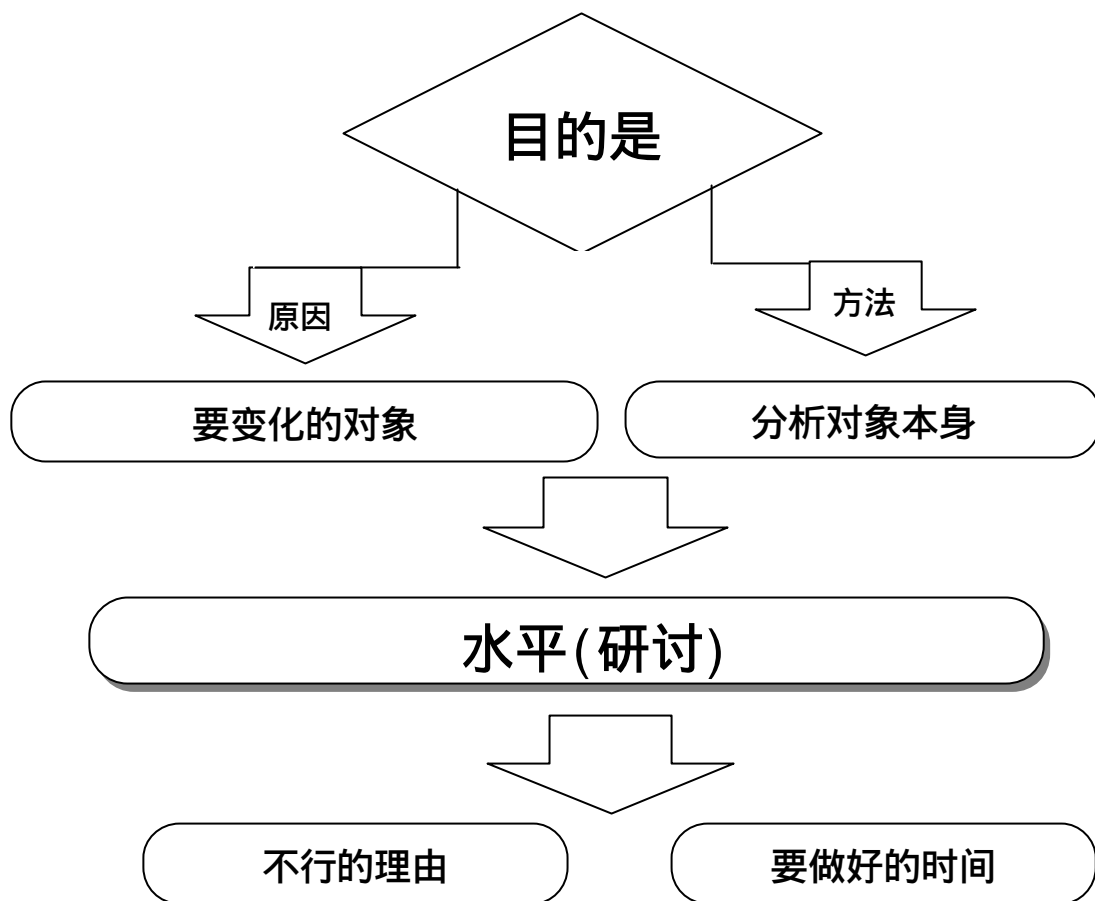 目的是
原因
方法
要变化的对象
分析对象本身
水平(研讨)
不行的理由
要做好的时间